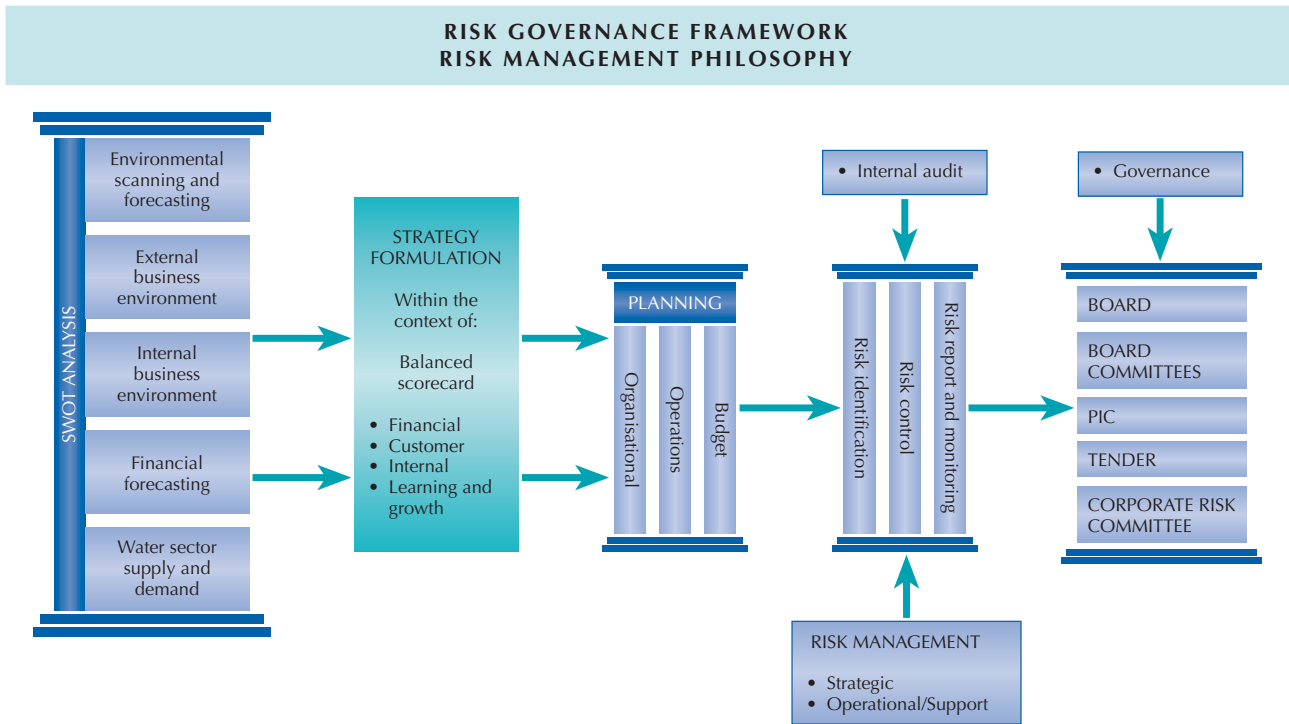 RISK GOVERNANCE FRAMEWORK
RISK MANAGEMENT PHILOSOPHY
SWOT ANALYSIS
Environmental
scanning and
forecasting
External
business
environment
Internal
business
environment
Financial
forecasting
Water sector
supply and
demand
STRATEGY
FORMULATION
Within the
context of:
Balanced
scorecard
• Financial
• Customer
• Internal
• Learning and
growth
PLANNING
Organisational
Operations
Budget
• Internal audit
Risk identification
Risk control
Risk report and monitoring
RISK MANAGEMENT
• Strategic
• Operational/Support
• Governance
BOARD
BOARD
COMMITTEES
PIC
TENDER
CORPORATE RISK
COMMITTEE